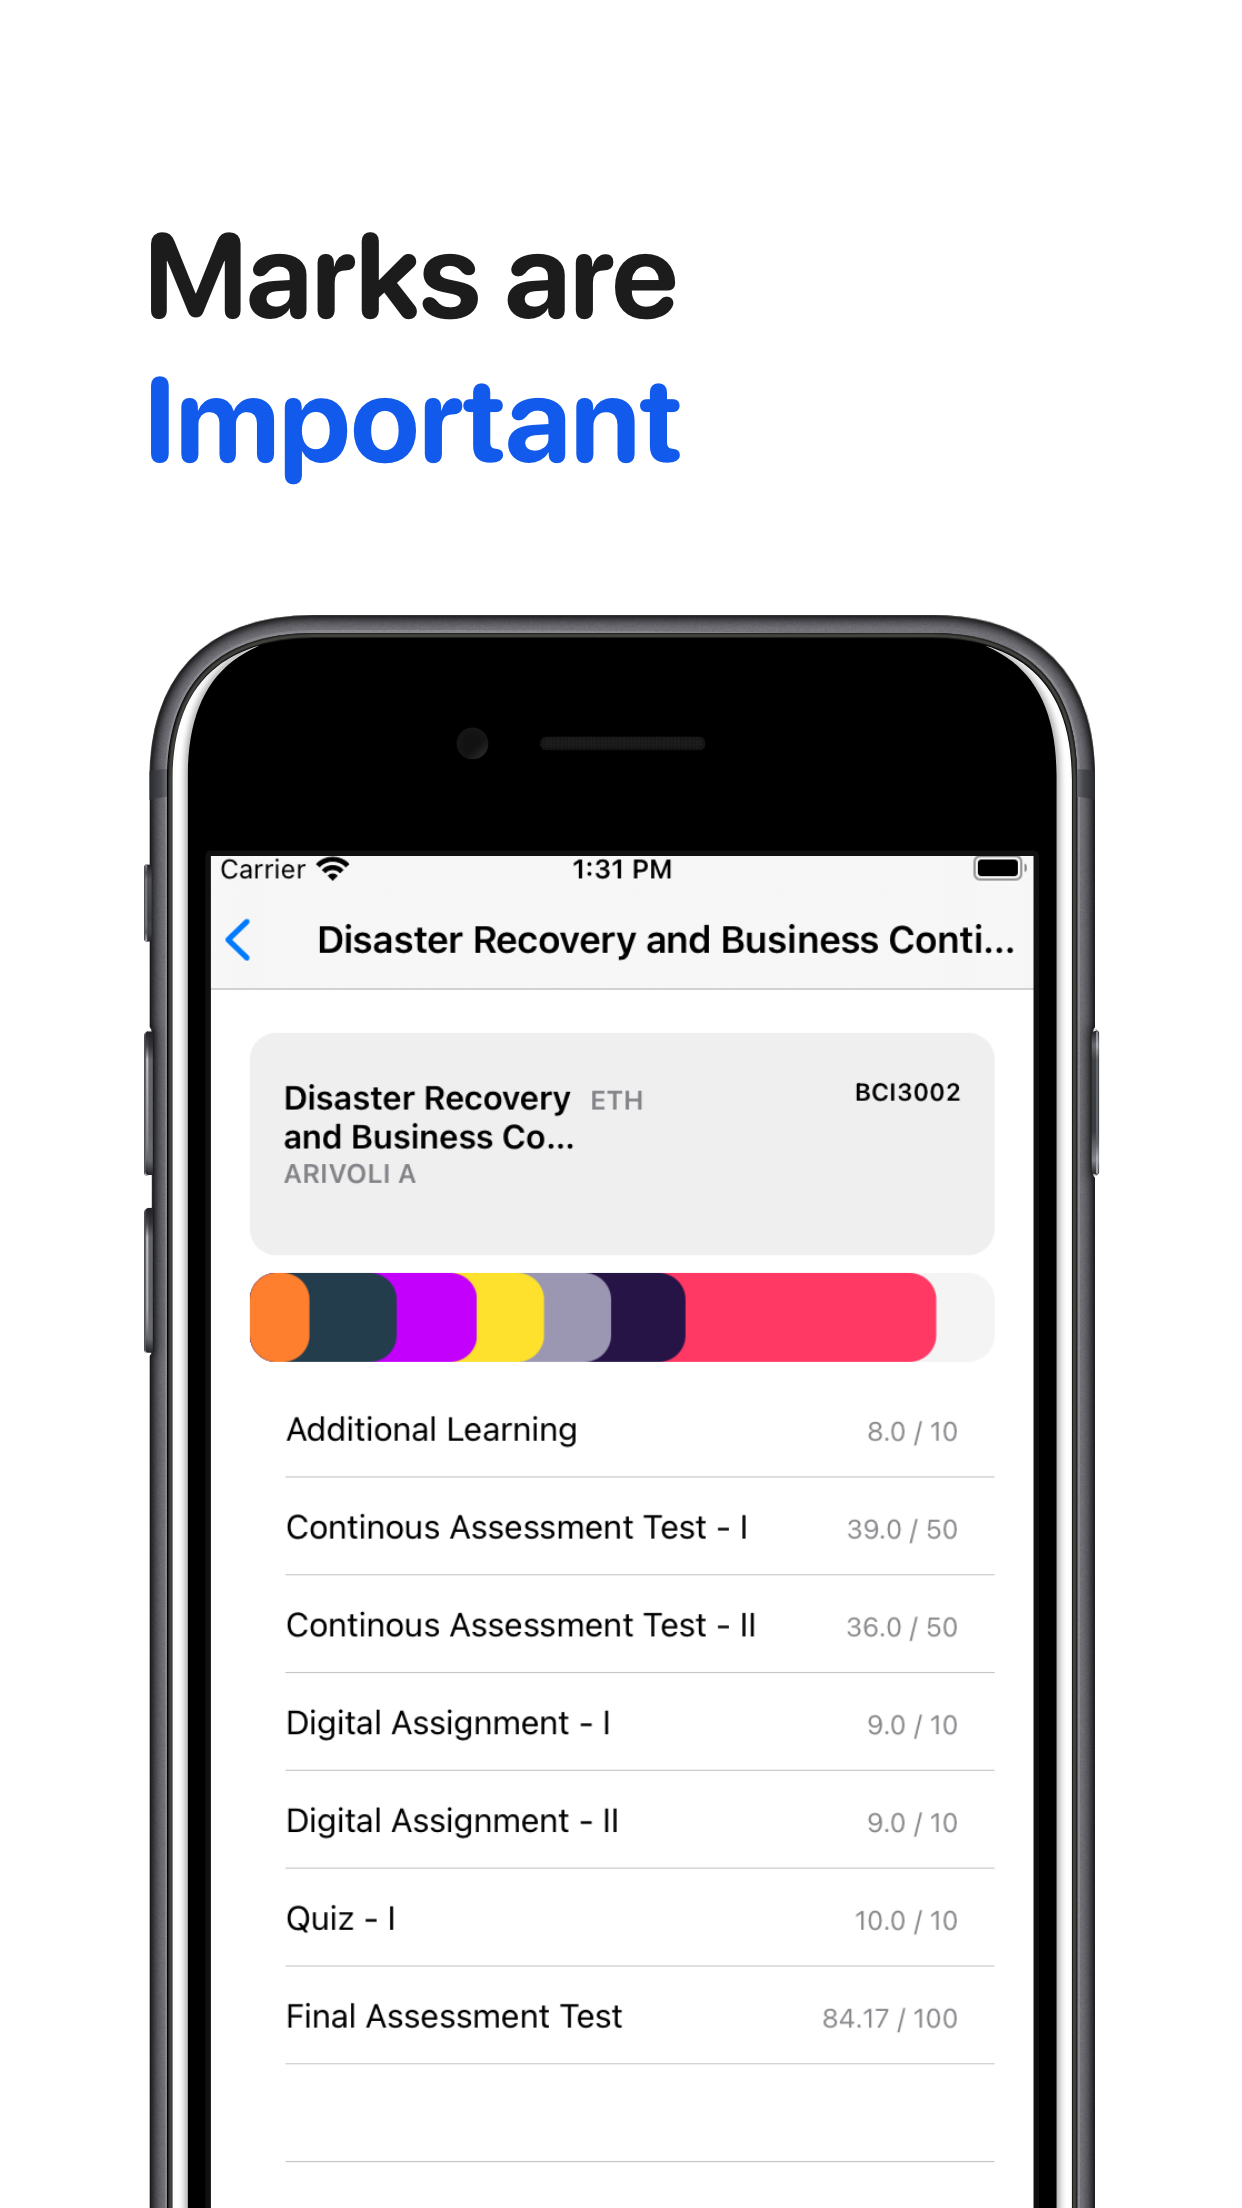 Marks are
Important
Carrier 1:31 PM
Disaster Recovery and Business Conti...
Disaster Recovery ETH BCI3002
and Business Co...
ARIVOLI A
Additional Learning 8.0 / 10
Continous Assessment Test - I 39.0 / 50
Continous Assessment Test - II 36.0 / 50
Digital Assignment - I 9.0 / 10
Digital Assignment - II 9.0 / 10
Quiz - I 10.0 / 10
Final Assessment Test 84.17 / 100